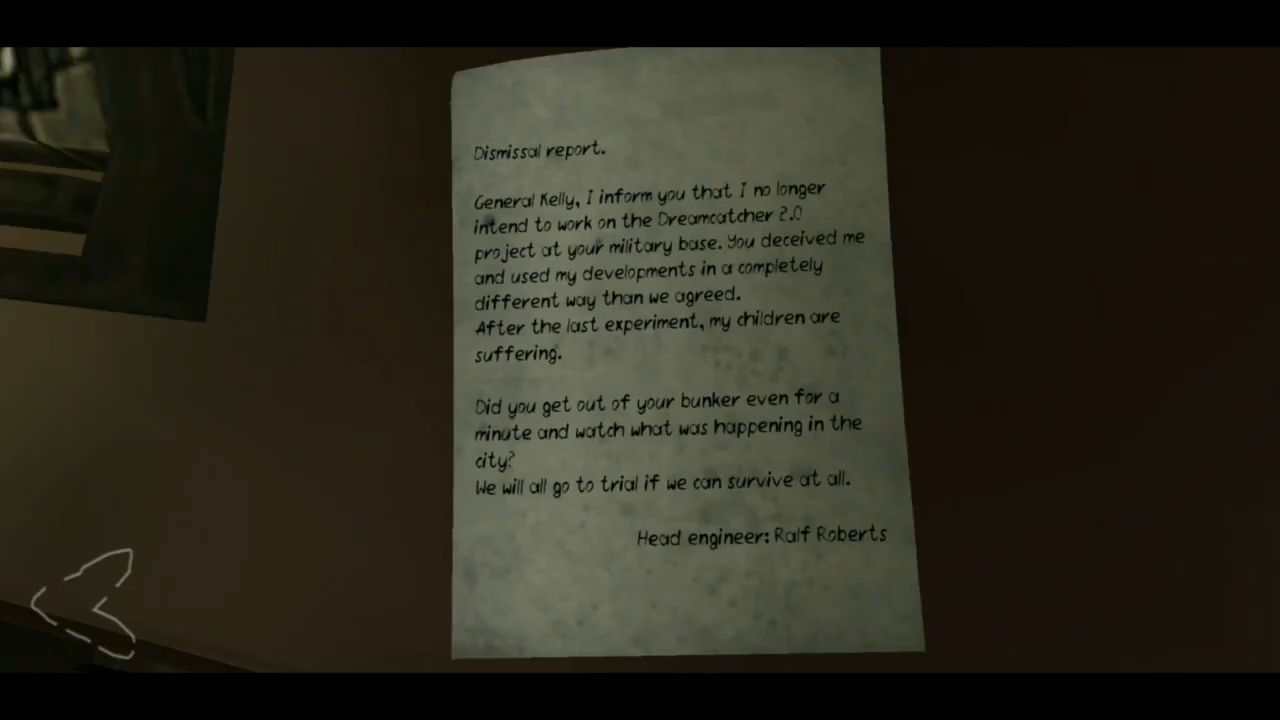 Dismissal report.
General Kelly, I inform you that I no longer
intend to work on the Dreamcatcher 2.0
project at your military base. You deceived me
and used my developments in a completely
different way than we agreed.
After the last experiment, my children are
suffering.
Did you get out of your bunker even for a
minute and watch what was happening in the
city?
We will all go to trial if we can survive at all.
Head engineer: Ralf Roberts